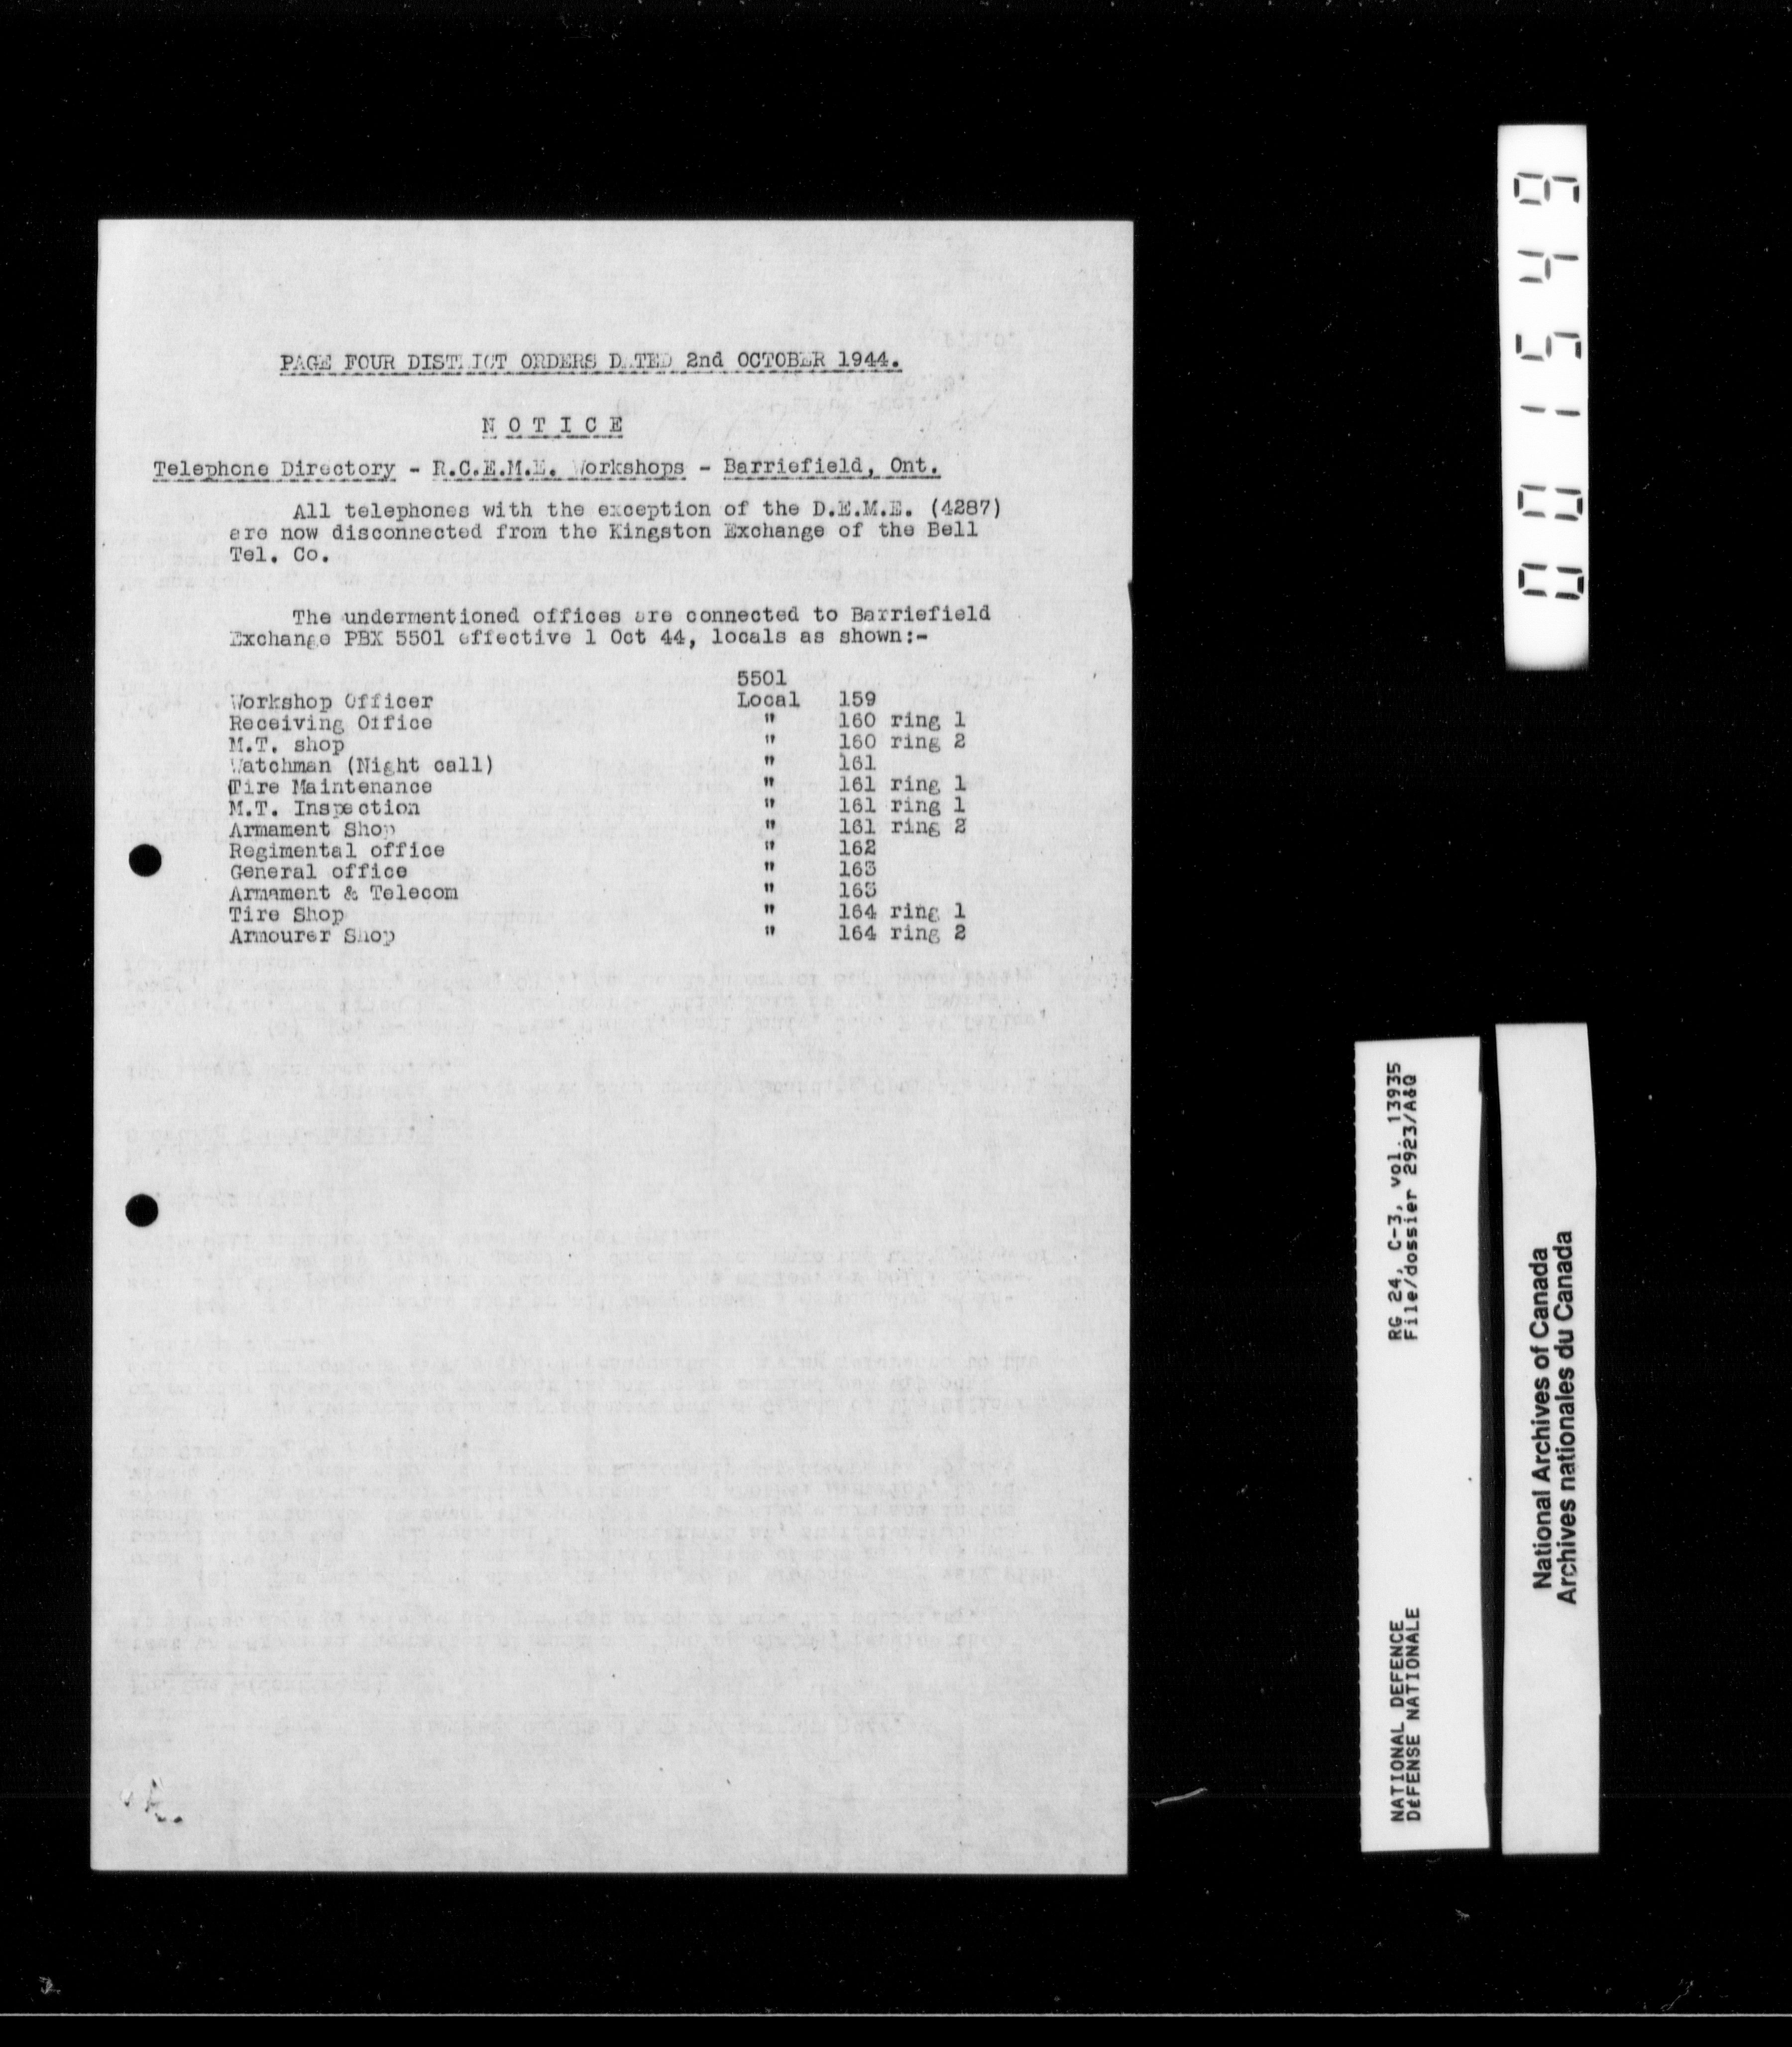 PAGE FOUR DISTRICT ORDERS DATED 2nd OCTOBER 1944.
N O T I C E
Telephone Directory - R.C.E.M.E. Workshops - Barriefield, Ont.
All telephones with the exception of the D.E.M.E. (4287)
are now disconnected from the Kingston Exchange of the Bell
Tel. Co.
The undermentioned offices are connected to Barriefield
Exchange PBX 5501 effective 1 Oct 44, locals as shown:-
5501
Workshop Officer Local 159
Receiving Office " 160 ring 1
M.T. shop " 160 ring 2
Watchman (Night call) " 161
Tire Maintenance " 161 ring 1
M.T. Inspection " 161 ring 1
Armament Shop " 161 ring 2
Regimental office " 162
General office " 163
Armament & Telecom " 163
Tire Shop " 164 ring 1
Armourer Shop " 164 ring 2
001549
NATIONAL DEFENCE RG 24, C-3, vol. 13935
DÉFENSE NATIONALE File/dossier 2923/A&Q
National Archives of Canada
Archives nationales du Canada